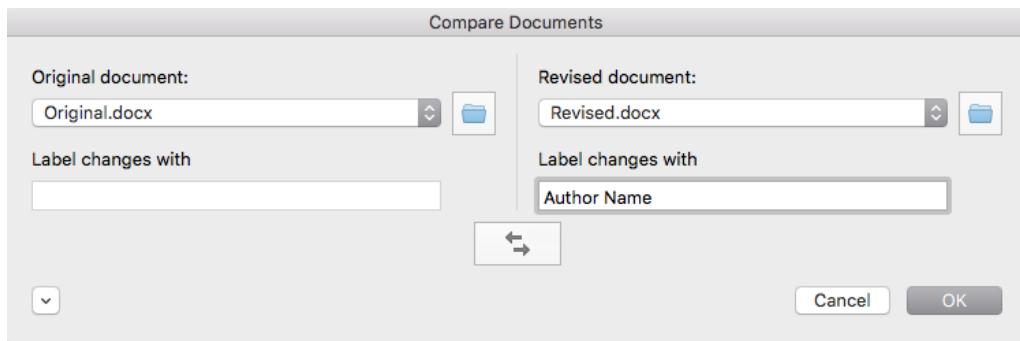 Compare Documents
Original document:
Original.docx
Label changes with
Revised document:
Revised.docx
Label changes with
Author Name
Cancel
OK